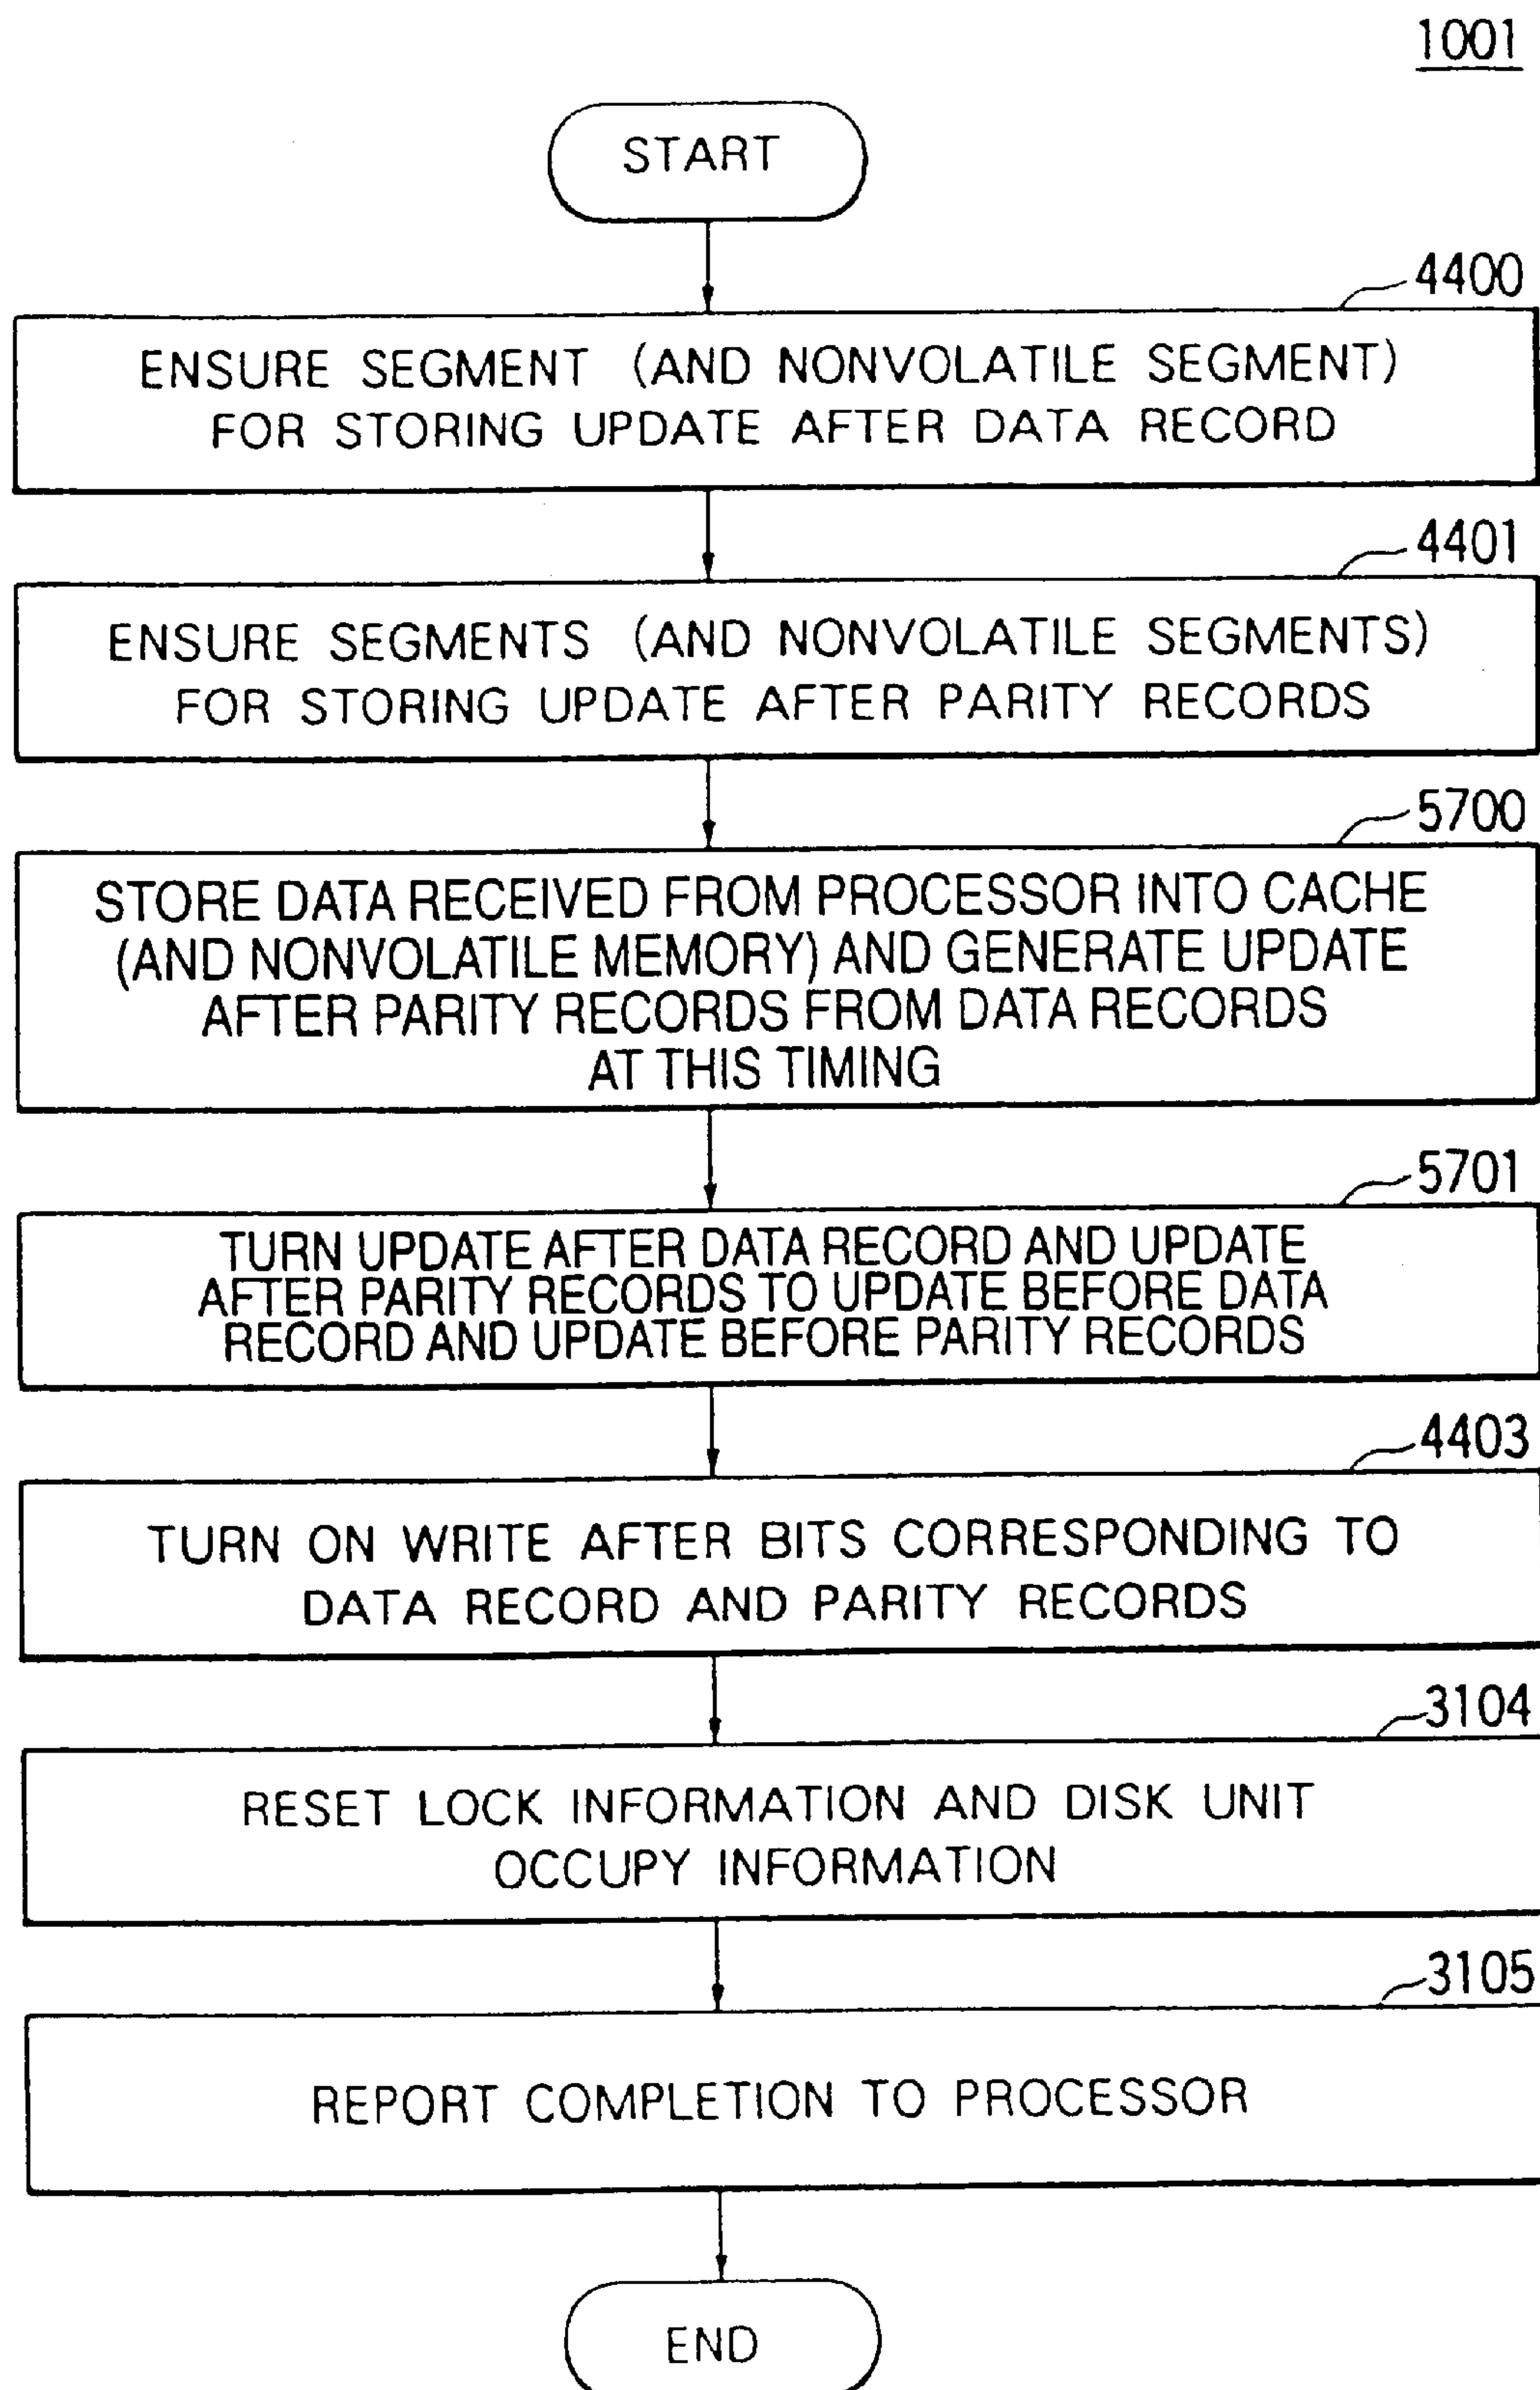 1001
START
4400
ENSURE SEGMENT (AND NONVOLATILE SEGMENT)
FOR STORING UPDATE AFTER DATA RECORD
4401
ENSURE SEGMENTS (AND NONVOLATILE SEGMENTS)
FOR STORING UPDATE AFTER PARITY RECORDS
5700
STORE DATA RECEIVED FROM PROCESSOR INTO CACHE
(AND NONVOLATILE MEMORY) AND GENERATE UPDATE
AFTER PARITY RECORDS FROM DATA RECORDS
AT THIS TIMING
5701
TURN UPDATE AFTER DATA RECORD AND UPDATE
AFTER PARITY RECORDS TO UPDATE BEFORE DATA
RECORD AND UPDATE BEFORE PARITY RECORDS
4403
TURN ON WRITE AFTER BITS CORRESPONDING TO
DATA RECORD AND PARITY RECORDS
3104
RESET LOCK INFORMATION AND DISK UNIT
OCCUPY INFORMATION
3105
REPORT COMPLETION TO PROCESSOR
END